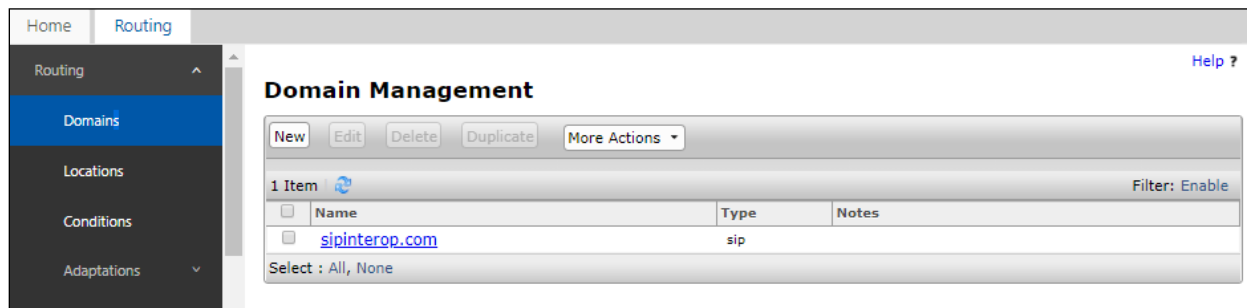 Home Routing
Help ?
Routing
Domain Management
Domains
New Edit Delete Duplicate More Actions
Locations
1 Item Filter: Enable
Name Type Notes
Conditions
sipinterop.com sip
Adaptations
Select : All, None